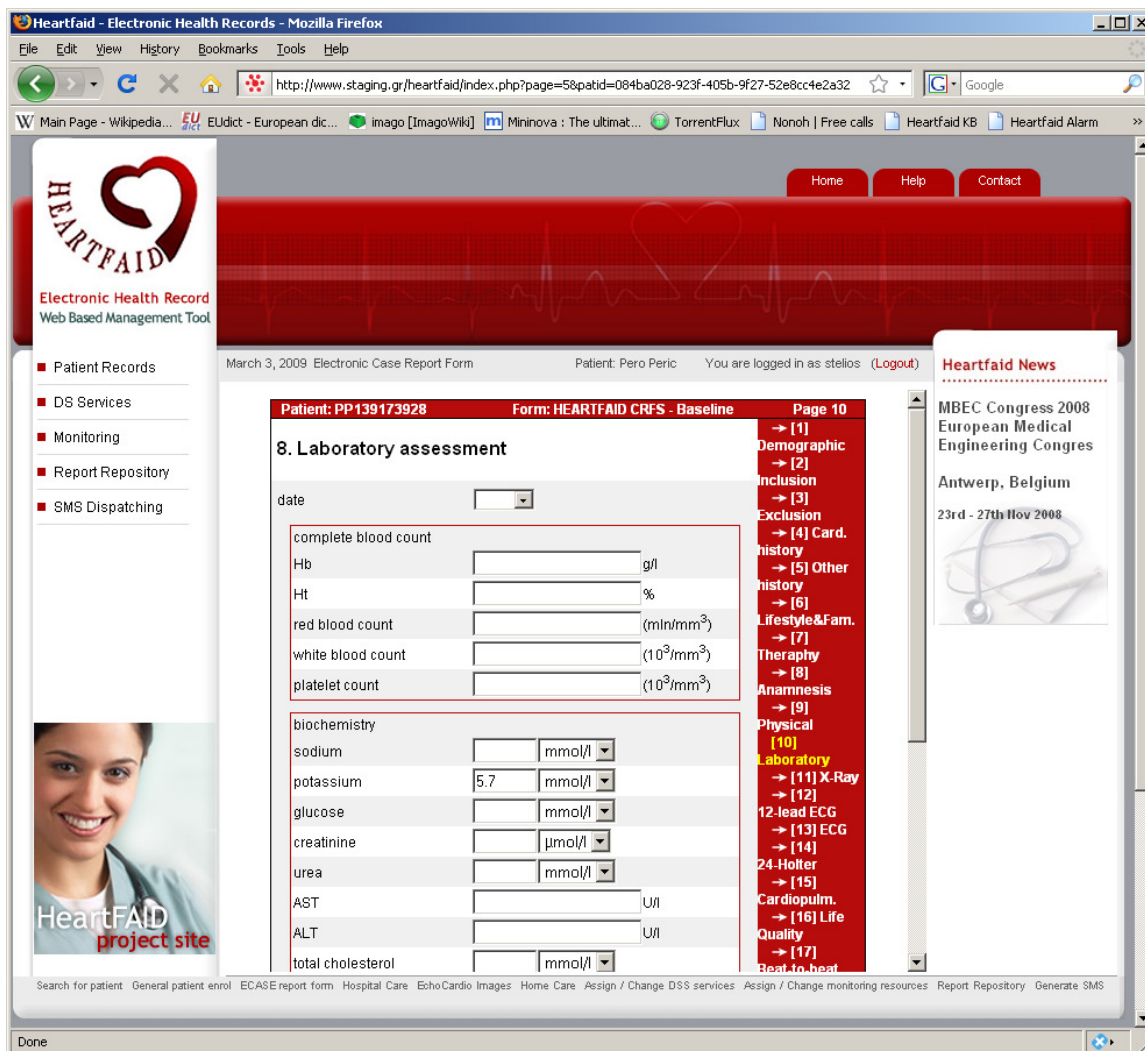 Heartfaid - Electronic Health Records - Mozilla Firefox
File Edit View History Bookmarks Tools Help
http://www.staging.gr/heartfaid/index.php?page=5&patid=084ba028-923f-405b-9f27-52e8cc4e2a32
G Google
W Main Page - Wikipedia... EU dict EUdict - European dic... imago [ImagoWiki] m Mininova : The ultimat... TorrentFlux Nonoh | Free calls Heartfaid KB Heartfaid Alarm »
Home Help Contact
HEARTFAID
Electronic Health Record
Web Based Management Tool
Patient Records
DS Services
Monitoring
Report Repository
SMS Dispatching
HeartFAID
project site
March 3, 2009 Electronic Case Report Form Patient: Pero Peric You are logged in as stelios (Logout)
Patient: PP139173928 Form: HEARTFAID CRFS - Baseline Page 10
8. Laboratory assessment
date
complete blood count
Hb g/l
Ht %
red blood count (mln/mm³)
white blood count (10³/mm³)
platelet count (10³/mm³)
biochemistry
sodium mmol/l
potassium 5.7 mmol/l
glucose mmol/l
creatinine µmol/l
urea mmol/l
AST U/l
ALT U/l
total cholesterol mmol/l
→ [1]
Demographic
→ [2]
Inclusion
→ [3]
Exclusion
→ [4] Card.
history
→ [5] Other
history
→ [6]
Lifestyle&Fam.
→ [7]
Theraphy
→ [8]
Anamnesis
→ [9]
Physical
[10]
Laboratory
→ [11] X-Ray
→ [12]
12-lead ECG
→ [13] ECG
→ [14]
24-Holter
→ [15]
Cardiopulm.
→ [16] Life
Quality
→ [17]
Beat-to-beat
Heartfaid News
MBEC Congress 2008
European Medical
Engineering Congres
Antwerp, Belgium
23rd - 27th Nov 2008
Search for patient General patient enrol ECASE report form Hospital Care EchoCardio Images Home Care Assign / Change DSS services Assign / Change monitoring resources Report Repository Generate SMS
Done